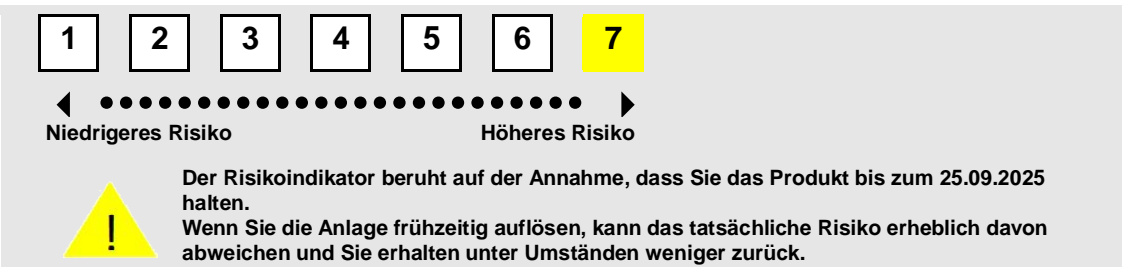 1 2 3 4 5 6 7
Niedrigeres Risiko Höheres Risiko
Der Risikoindikator beruht auf der Annahme, dass Sie das Produkt bis zum 25.09.2025
halten.
Wenn Sie die Anlage frühzeitig auflösen, kann das tatsächliche Risiko erheblich davon
abweichen und Sie erhalten unter Umständen weniger zurück.
!